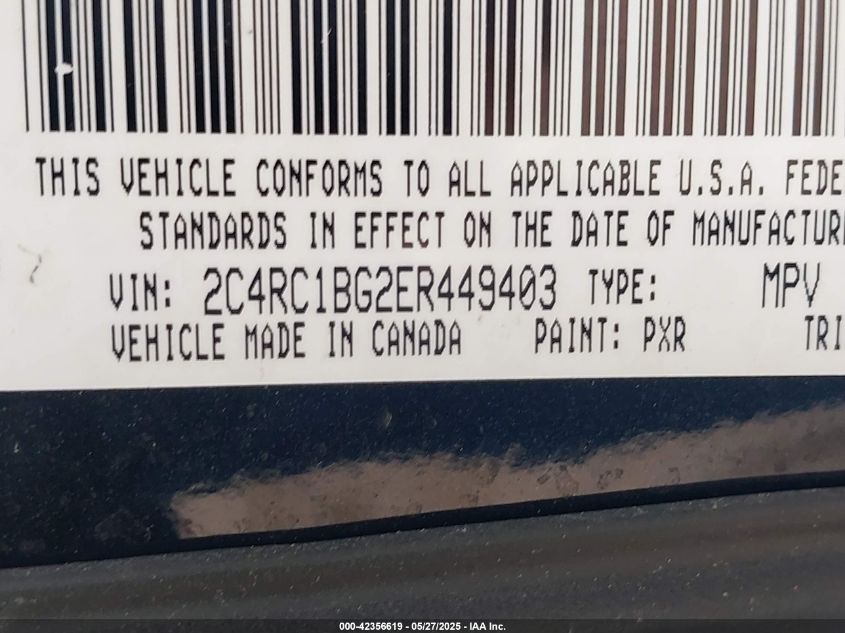 THIS VEHICLE CONFORMS TO ALL APPLICABLE U.S.A. FEDE
STANDARDS IN EFFECT ON THE DATE OF MANUFACTUR
VIN: 2C4RC1BG2ER449403 TYPE: MPV
VEHICLE MADE IN CANADA PAINT: PXR TRI
000-42356619 - 05/27/2025 - IAA Inc.